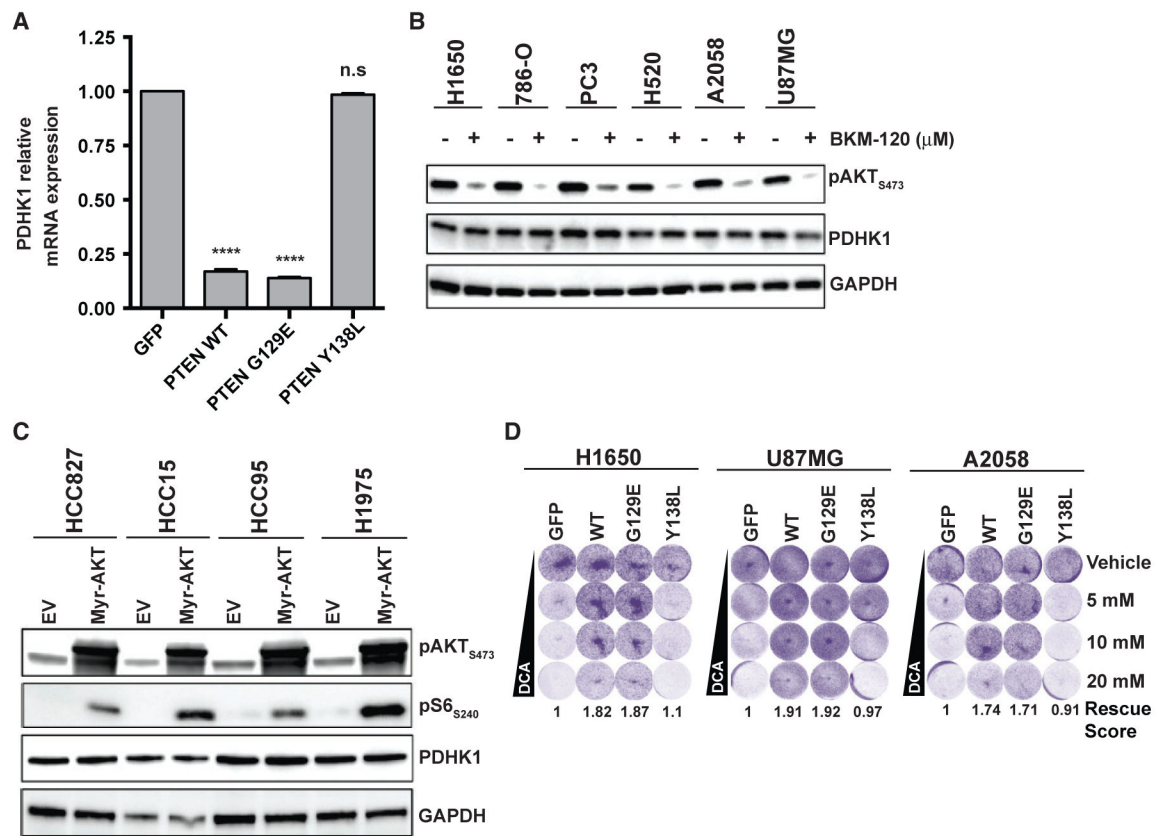 A
PDHK1 relative
mRNA expression
1.25
1.00
0.75
0.50
0.25
0.00
****
****
n.s
GFP
PTEN WT
PTEN G129E
PTEN Y138L
B
H1650
786-O
PC3
H520
A2058
U87MG
- + - + - + - + - + - + BKM-120 (μM)
pAKTS473
PDHK1
GAPDH
C
HCC827
HCC15
HCC95
H1975
EV
Myr-AKT
EV
Myr-AKT
EV
Myr-AKT
EV
Myr-AKT
pAKTS473
pS6S240
PDHK1
GAPDH
D
H1650
U87MG
A2058
GFP
WT
G129E
Y138L
GFP
WT
G129E
Y138L
GFP
WT
G129E
Y138L
Vehicle
5 mM
10 mM
20 mM
DCA
DCA
DCA
1 1.82 1.87 1.1
1 1.91 1.92 0.97
1 1.74 1.71 0.91
Rescue
Score